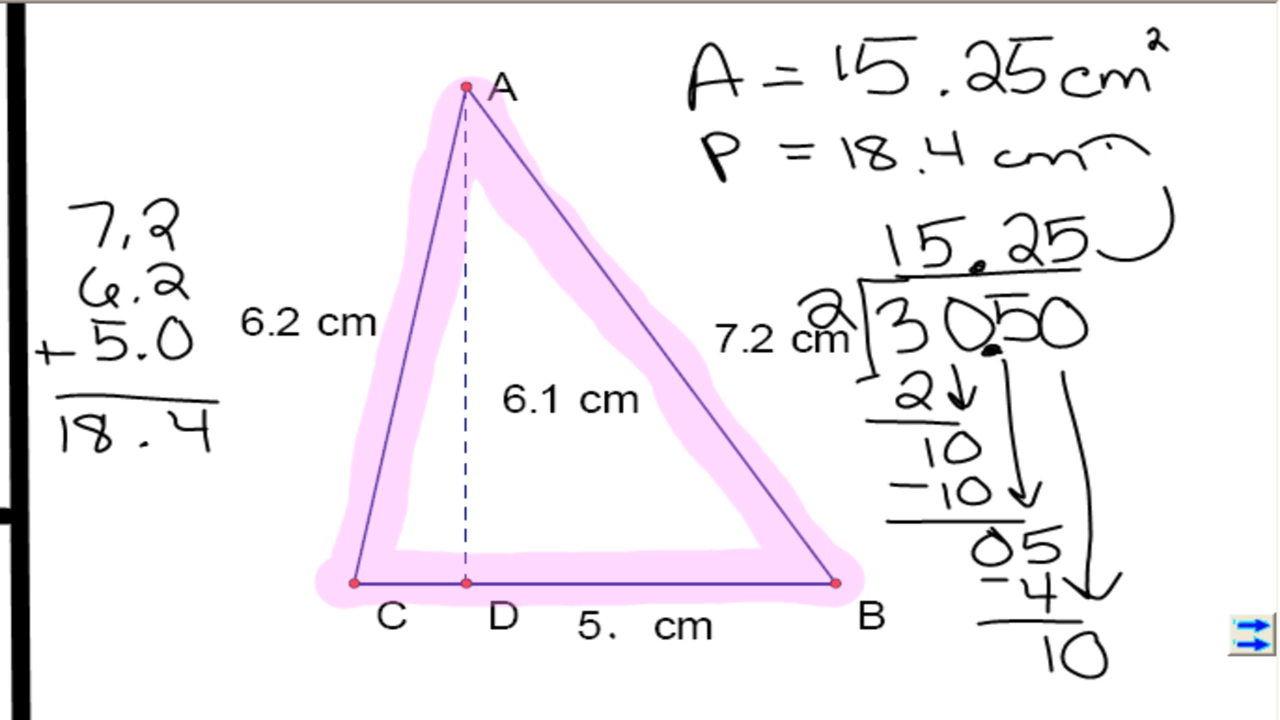 7,2
6.2
+ 5.0
18.4
A
6.2 cm
6.1 cm
7.2 cm
C
D
5. cm
B
A = 15.25 cm²
P = 18.4 cm
15.25
2 30.50
2
10
- 10
05
- 4
10